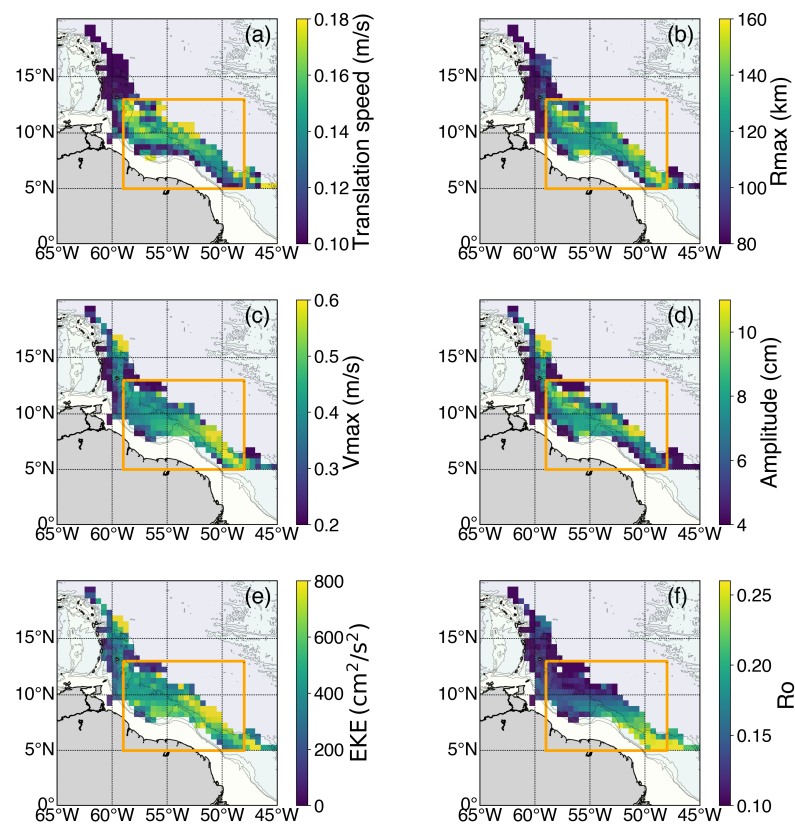 (a)
15°N
10°N
5°N
0°
65°W 60°W 55°W 50°W 45°W
0.18
0.16
0.14
0.12
0.10
Translation speed (m/s)
(b)
15°N
10°N
5°N
0°
65°W 60°W 55°W 50°W 45°W
160
140
120
100
80
Rmax (km)
(c)
15°N
10°N
5°N
0°
65°W 60°W 55°W 50°W 45°W
0.6
0.5
0.4
0.3
0.2
Vmax (m/s)
(d)
15°N
10°N
5°N
0°
65°W 60°W 55°W 50°W 45°W
10
8
6
4
Amplitude (cm)
(e)
15°N
10°N
5°N
0°
65°W 60°W 55°W 50°W 45°W
800
600
400
200
0
EKE (cm²/s²)
(f)
15°N
10°N
5°N
0°
65°W 60°W 55°W 50°W 45°W
0.25
0.20
0.15
0.10
Ro